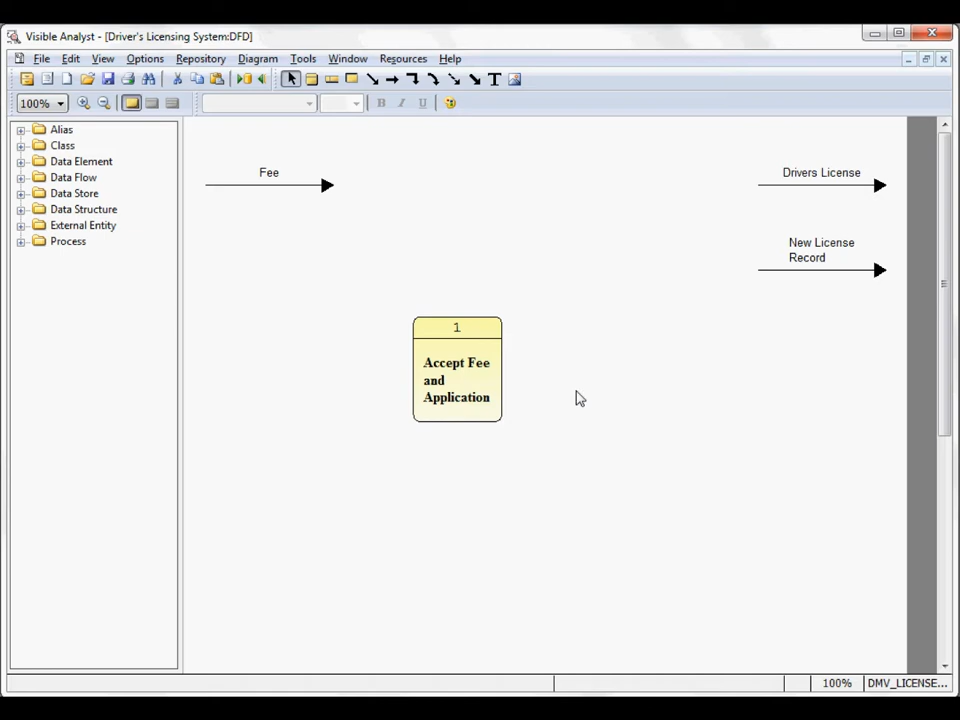 Visible Analyst - [Driver's Licensing System:DFD]
File Edit View Options Repository Diagram Tools Window Resources Help
100% B I U
Alias
Class
Data Element
Data Flow
Data Store
Data Structure
External Entity
Process
Fee
Drivers License
New License
Record
1
Accept Fee
and
Application
100% DMV_LICENSE...